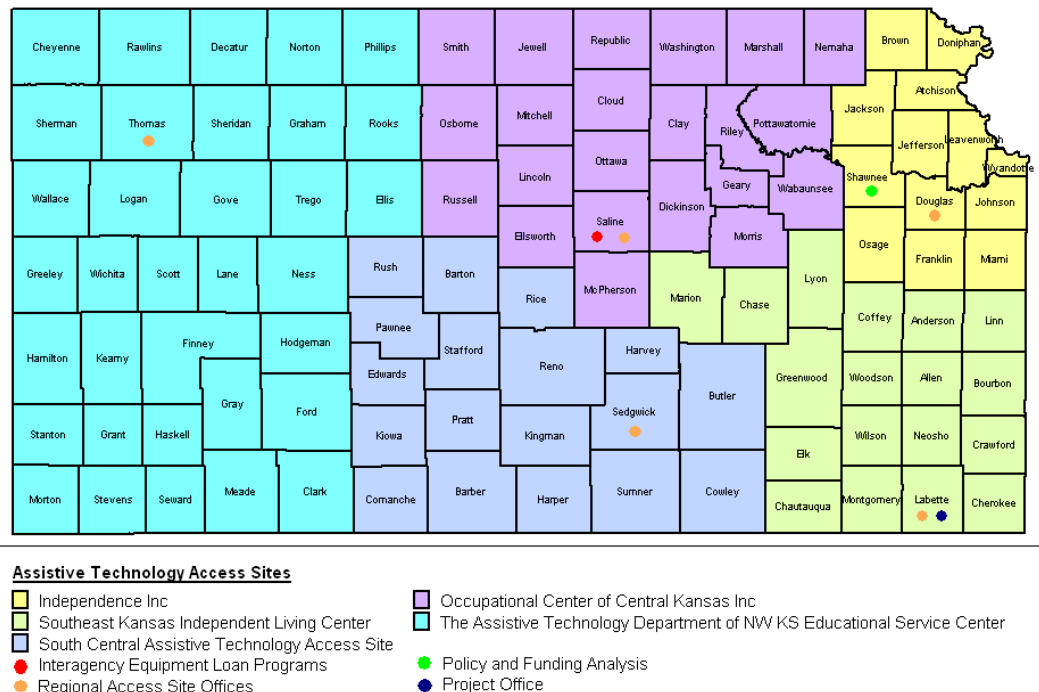 Cheyenne Rawlins Decatur Norton Phillips Smith Jewell Republic Washington Marshall Nemaha Brown Doniphan
Atchison
Sherman Thomas Sheridan Graham Rooks Osborne Mitchell Cloud Clay Riley Pottawatomie Jackson
Jefferson Leavenworth
Ottawa
Wyandotte
Wallace Logan Gove Trego Ellis Russell Lincoln Geary Wabaunsee Shawnee
Dickinson Douglas Johnson
Saline
Ellsworth Morris
Osage
Franklin Miami
Greeley Wichita Scott Lane Ness Rush Barton
Rice McPherson Marion Chase Lyon
Coffey Anderson Linn
Hamilton Kearny Finney Hodgeman Pawnee
Stafford Reno Harvey
Edwards
Greenwood Woodson Allen Bourbon
Gray Ford Butler
Sedgwick
Stanton Grant Haskell Kiowa Pratt Kingman
Elk Wilson Neosho Crawford
Morton Stevens Seward Meade Clark Comanche Barber Harper Sumner Cowley
Chautauqua Montgomery Labette Cherokee
Assistive Technology Access Sites
Independence Inc
Southeast Kansas Independent Living Center
South Central Assistive Technology Access Site
Interagency Equipment Loan Programs
Regional Access Site Offices
Occupational Center of Central Kansas Inc
The Assistive Technology Department of NW KS Educational Service Center
Policy and Funding Analysis
Project Office